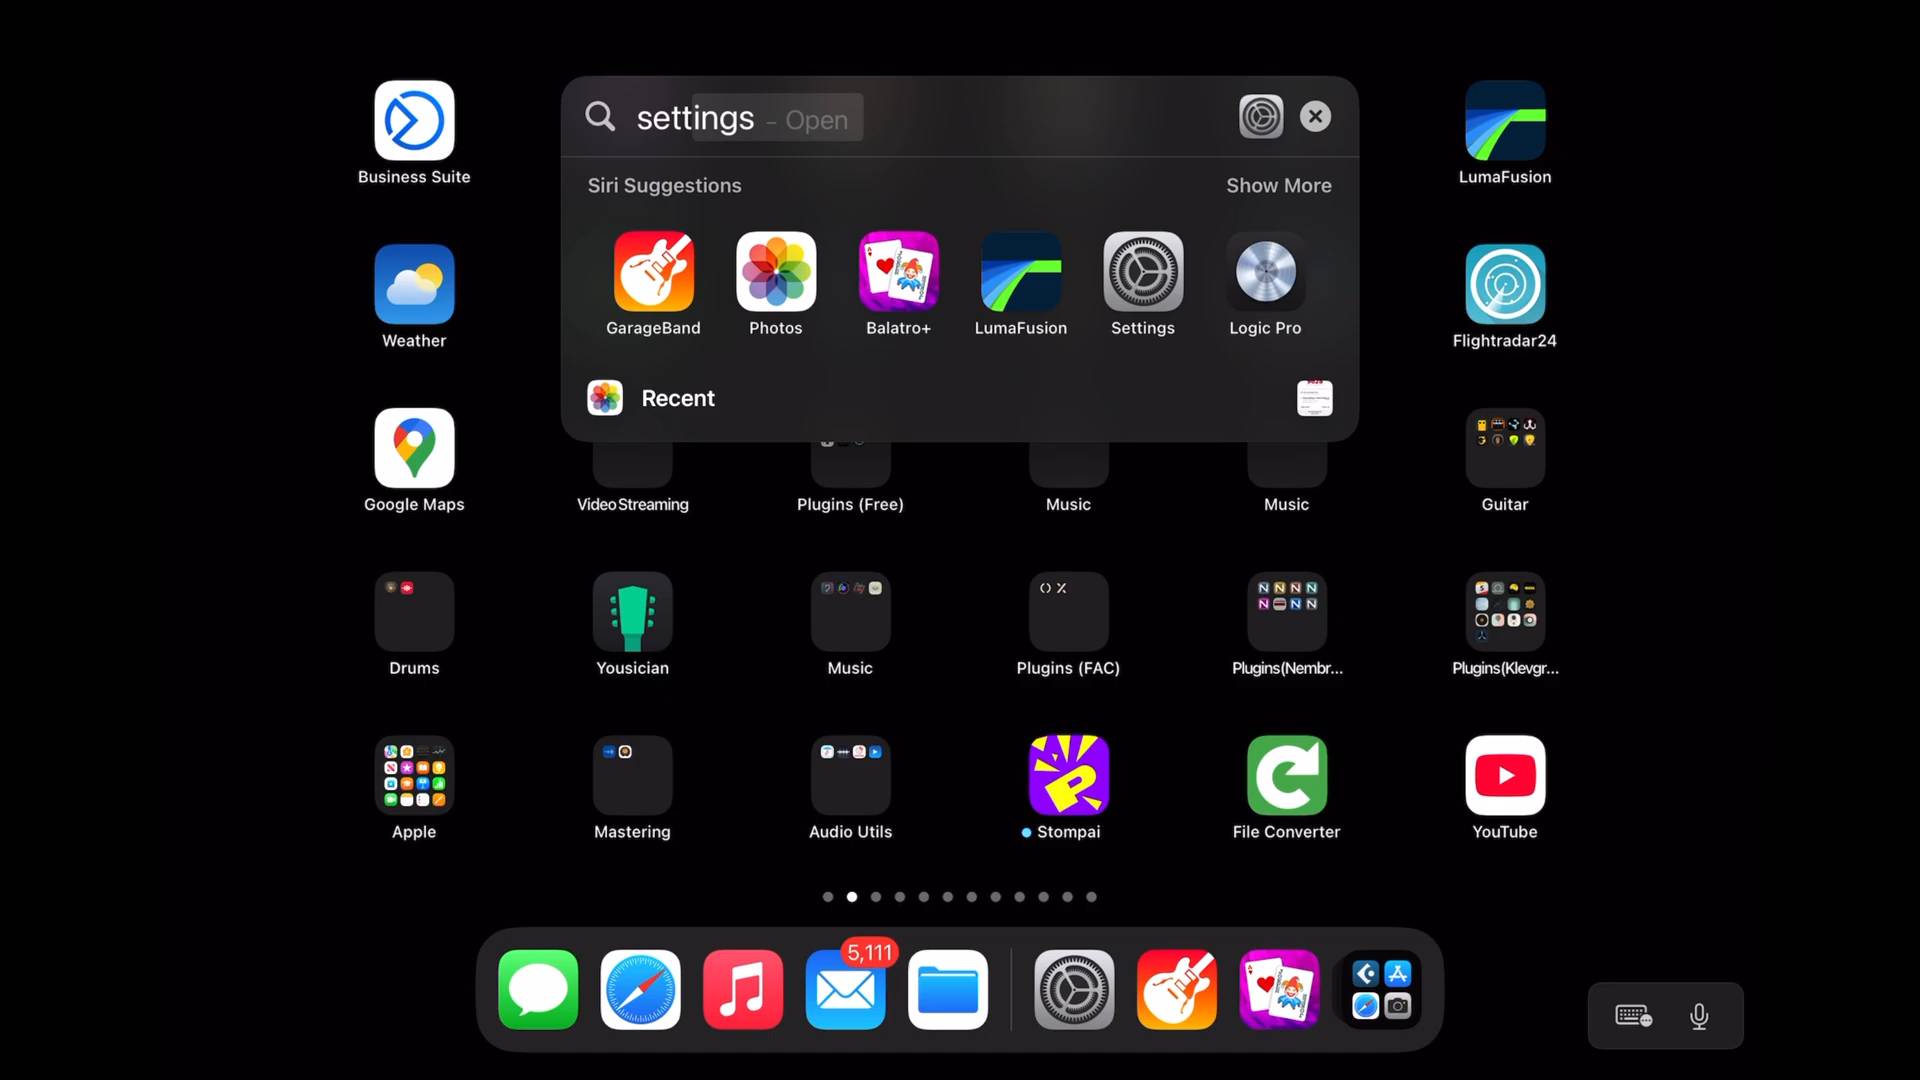 settings – Open
Siri Suggestions
Show More
GarageBand
Photos
Balatro+
LumaFusion
Settings
Logic Pro
Recent
Business Suite
LumaFusion
Weather
Flightradar24
Google Maps
Video Streaming
Plugins (Free)
Music
Music
Guitar
Drums
Yousician
Music
Plugins (FAC)
Plugins (Nembr...
Plugins (Klevgr...
Apple
Mastering
Audio Utils
Stompai
File Converter
YouTube
5,111